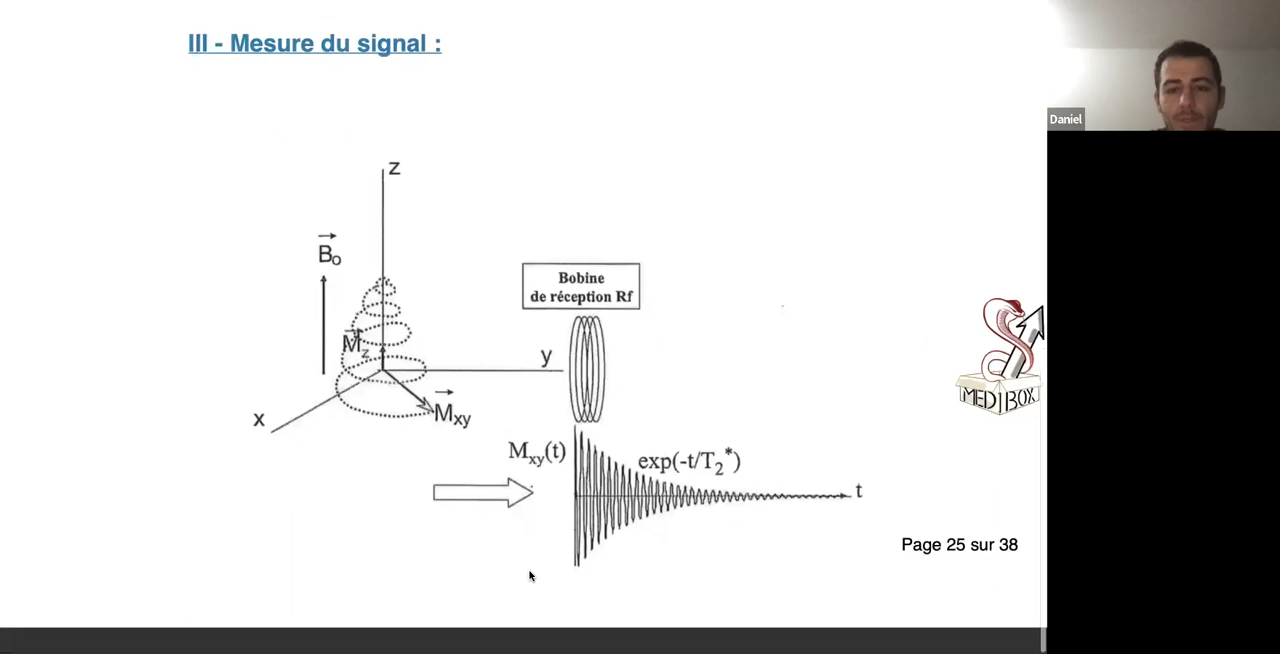 III - Mesure du signal :
Daniel
z
B₀
Bobine
de réception Rf
M_z
y
x
M_xy
M_xy(t)
exp(-t/T₂*)
t
MEDIBOX
Page 25 sur 38